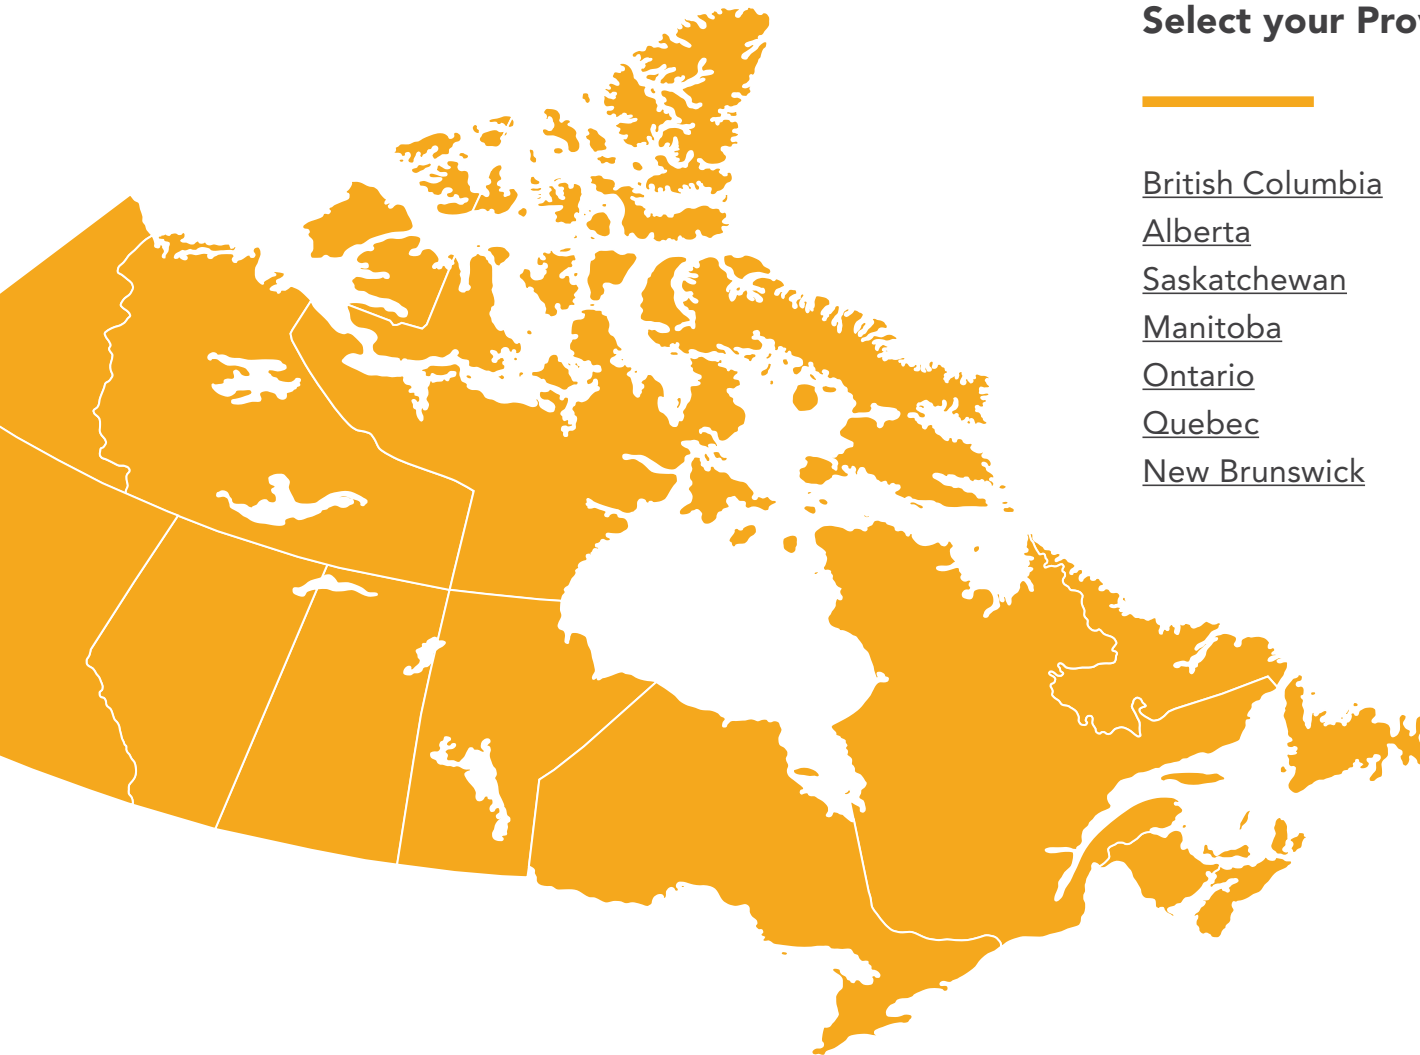 Select your Pro
British Columbia
Alberta
Saskatchewan
Manitoba
Ontario
Quebec
New Brunswick